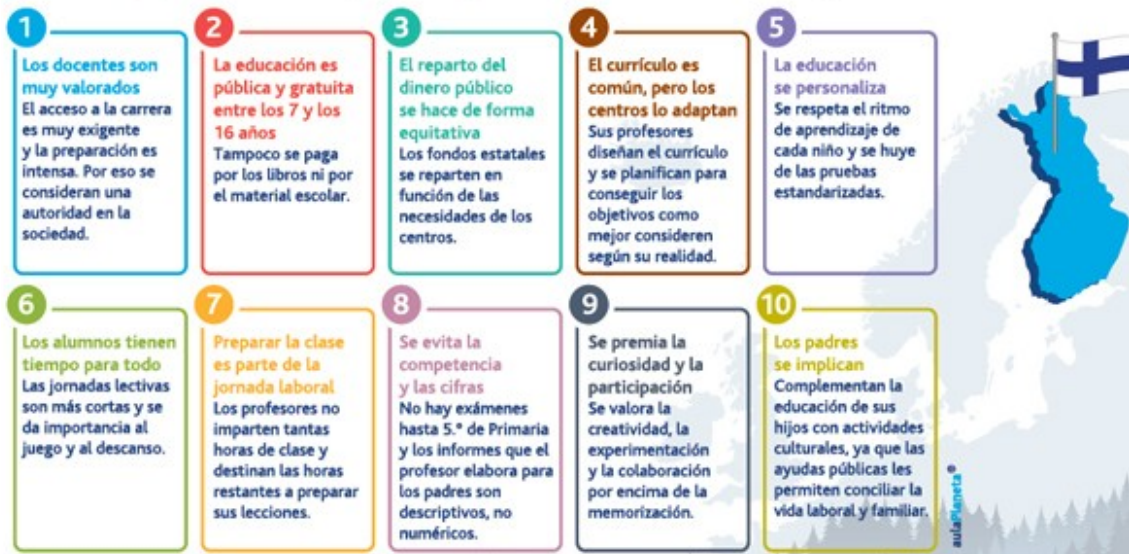 1
Los docentes son
muy valorados
El acceso a la carrera
es muy exigente
y la preparación es
intensa. Por eso se
consideran una
autoridad en la
sociedad.
2
La educación es
pública y gratuita
entre los 7 y los
16 años
Tampoco se paga
por los libros ni por
el material escolar.
3
El reparto del
dinero público
se hace de forma
equitativa
Los fondos estatales
se reparten en
función de las
necesidades de los
centros.
4
El currículo es
común, pero los
centros lo adaptan
Sus profesores
diseñan el currículo
y se planifican para
conseguir los
objetivos como
mejor consideren
según su realidad.
5
La educación
se personaliza
Se respeta el ritmo
de aprendizaje de
cada niño y se huye
de las pruebas
estandarizadas.
6
Los alumnos tienen
tiempo para todo
Las jornadas lectivas
son más cortas y se
da importancia al
juego y al descanso.
7
Preparar la clase
es parte de la
jornada laboral
Los profesores no
imparten tantas
horas de clase y
destinan las horas
restantes a preparar
sus lecciones.
8
Se evita la
competencia
y las cifras
No hay exámenes
hasta 5.º de Primaria
y los informes que el
profesor elabora para
los padres son
descriptivos, no
numéricos.
9
Se premia la
curiosidad y la
participación
Se valora la
creatividad, la
experimentación
y la colaboración
por encima de la
memorización.
10
Los padres
se implican
Complementan la
educación de sus
hijos con actividades
culturales, ya que las
ayudas públicas les
permiten conciliar la
vida laboral y familiar.
aulaPlaneta®